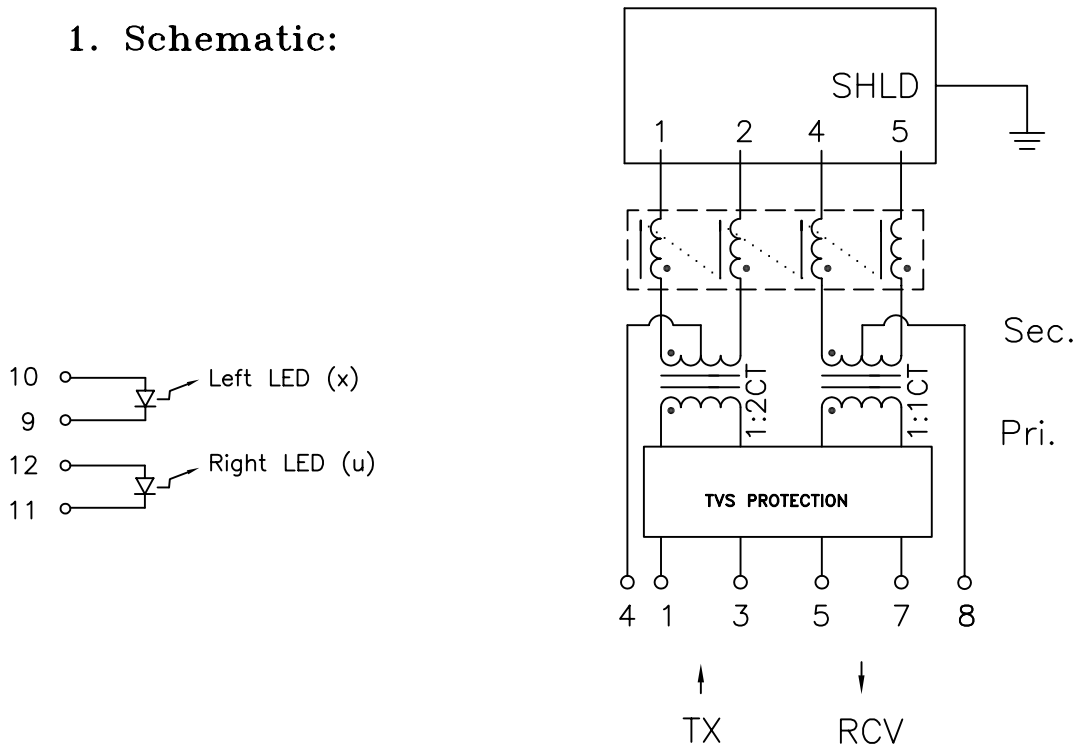 1. Schematic:
SHLD
1 2 4 5
Sec.
1:2CT
1:1CT
Pri.
10
Left LED (x)
9
12
Right LED (u)
11
TVS PROTECTION
4 1 3 5 7 8
TX
RCV